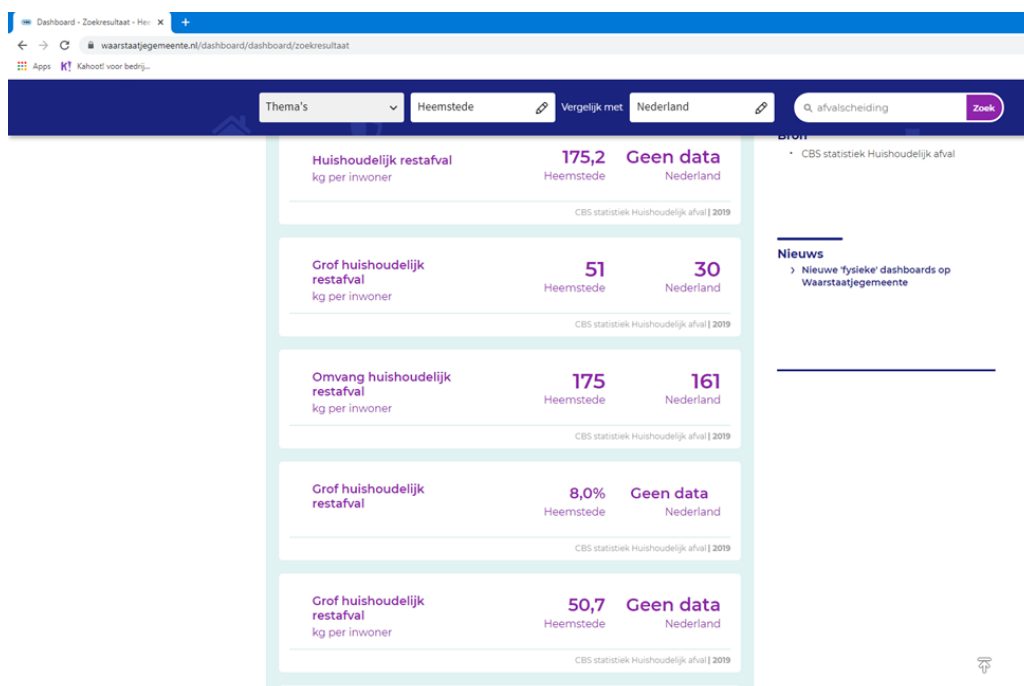 Dashboard - Zoekresultaat - Hee
waarstaatjegemeente.nl/dashboard/dashboard/zoekresultaat
Apps K! Kahoot! voor bedrij...
Thema's Heemstede Vergelijk met Nederland afvalscheiding Zoek
Huishoudelijk restafval 175,2 Geen data
kg per inwoner Heemstede Nederland
CBS statistiek Huishoudelijk afval | 2019
Grof huishoudelijk
restafval 51 30
kg per inwoner Heemstede Nederland
CBS statistiek Huishoudelijk afval | 2019
Omvang huishoudelijk
restafval 175 161
kg per inwoner Heemstede Nederland
CBS statistiek Huishoudelijk afval | 2019
Grof huishoudelijk
restafval 8,0% Geen data
Heemstede Nederland
CBS statistiek Huishoudelijk afval | 2019
Grof huishoudelijk
restafval 50,7 Geen data
kg per inwoner Heemstede Nederland
CBS statistiek Huishoudelijk afval | 2019
Bron
CBS statistiek Huishoudelijk afval
Nieuws
Nieuwe 'fysieke' dashboards op
Waarstaatjegemeente